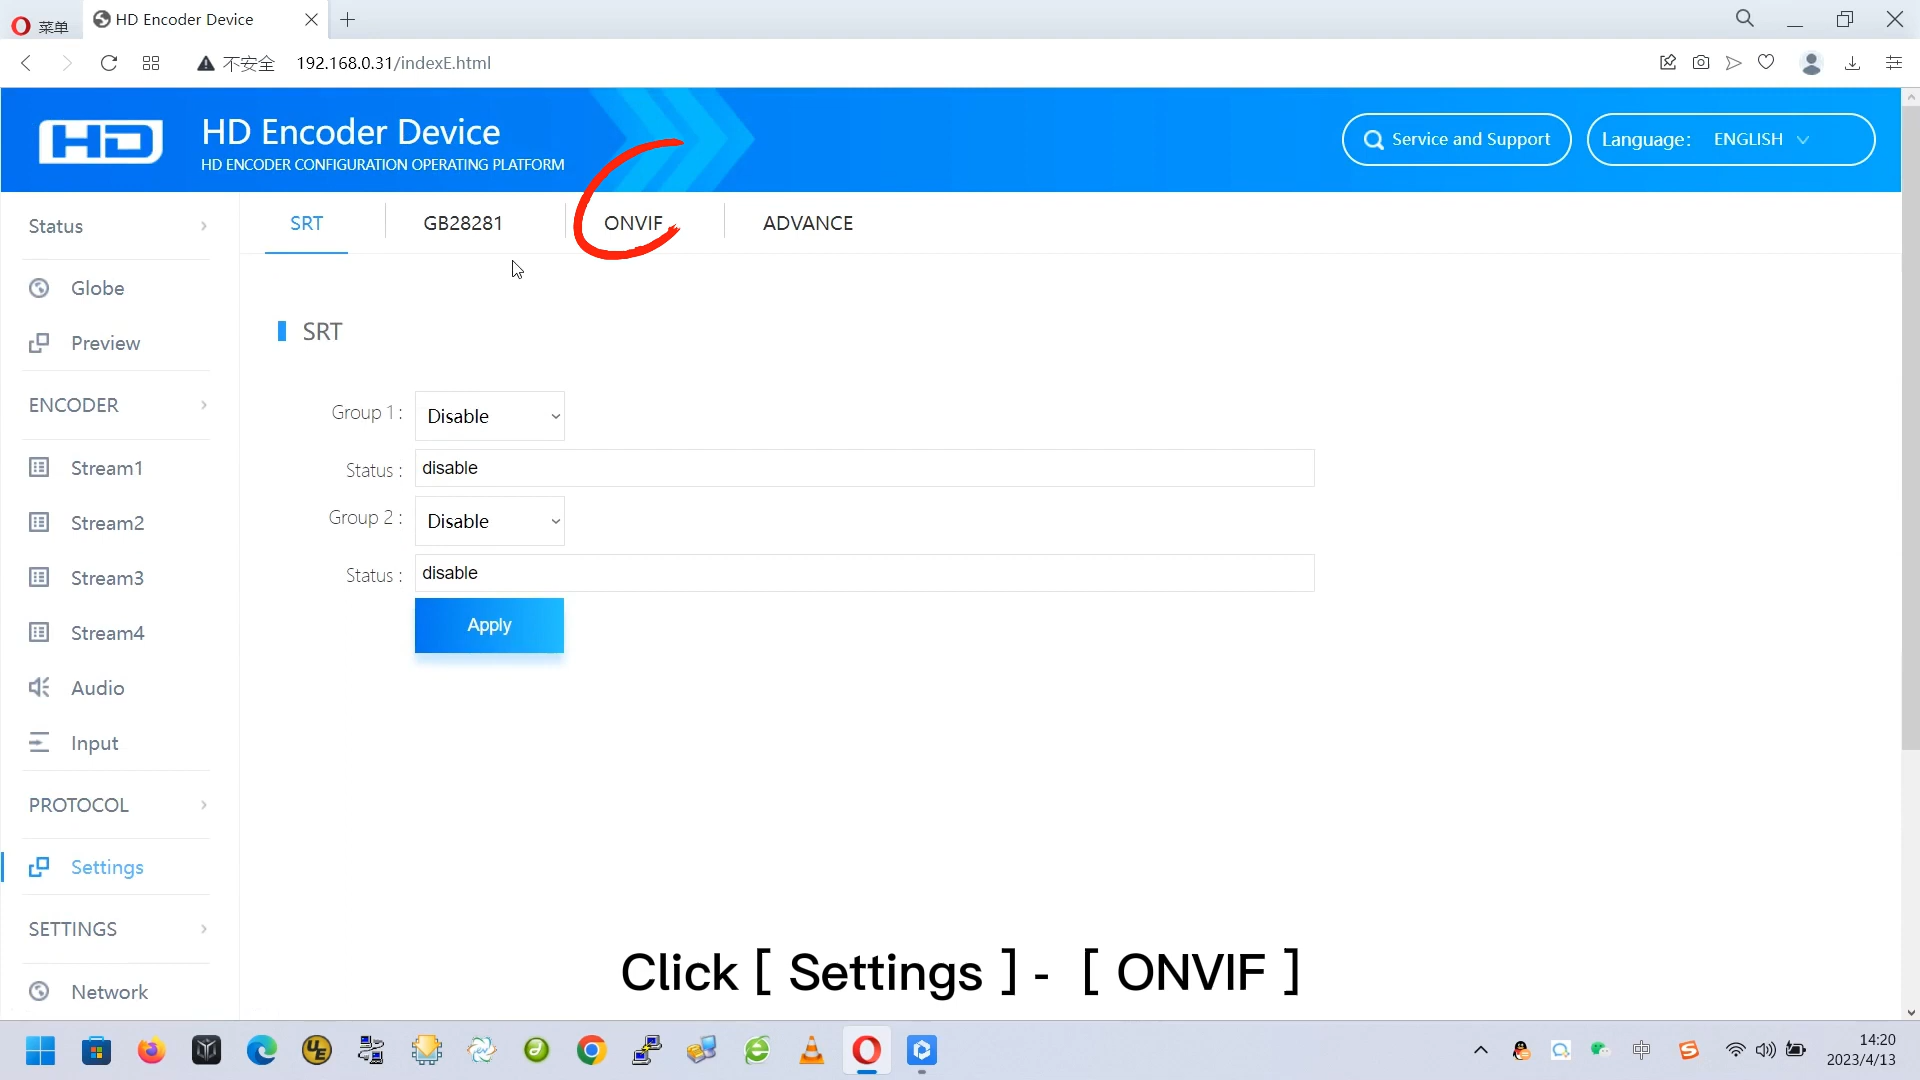 菜单
HD Encoder Device
不安全
192.168.0.31/indexE.html
HD
HD Encoder Device
HD ENCODER CONFIGURATION OPERATING PLATFORM
Service and Support
Language: ENGLISH
Status
Globe
Preview
ENCODER
Stream1
Stream2
Stream3
Stream4
Audio
Input
PROTOCOL
Settings
SETTINGS
Network
SRT
GB28281
ONVIF
ADVANCE
SRT
Group 1 : Disable
Status : disable
Group 2 : Disable
Status : disable
Apply
Click [ Settings ] - [ ONVIF ]
UE
中
S
14:20
2023/4/13